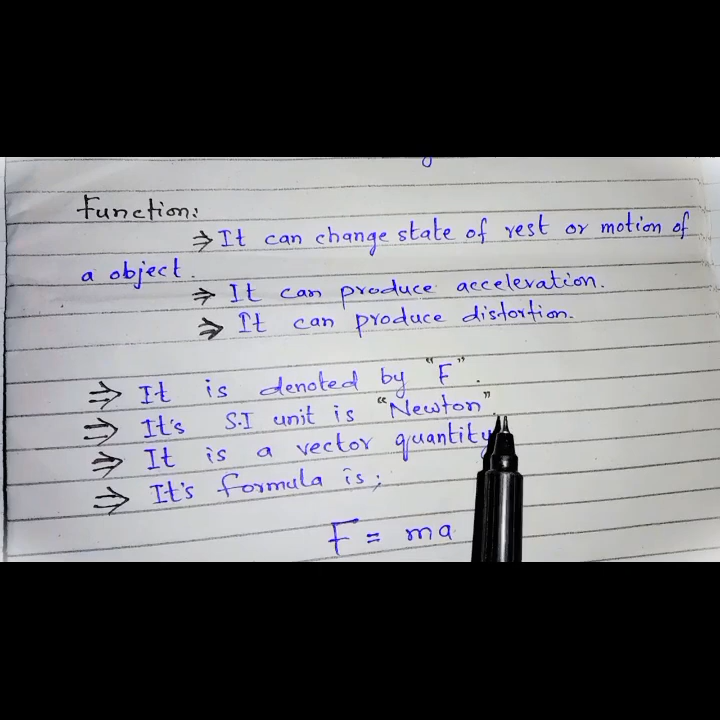 Function:
⇒ It can change state of rest or motion of
a object.
⇒ It can produce acceleration.
⇒ It can produce distortion.
⇒ It is denoted by "F".
⇒ It's S.I unit is "Newton".
⇒ It is a vector quantity
⇒ It's formula is;
F = ma